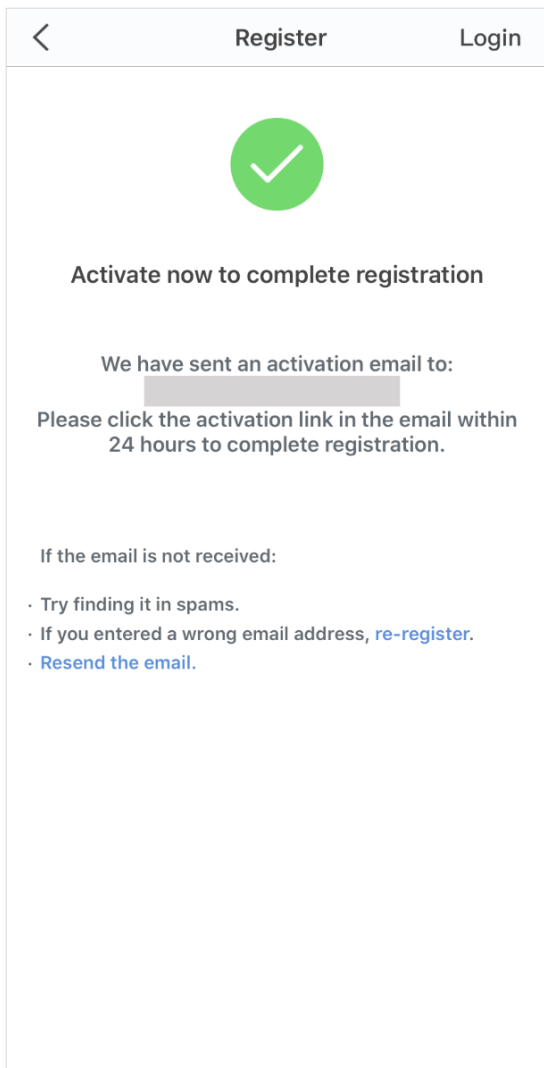 Register
Login
Activate now to complete registration
We have sent an activation email to:
Please click the activation link in the email within
24 hours to complete registration.
If the email is not received:
· Try finding it in spams.
· If you entered a wrong email address, re-register.
· Resend the email.